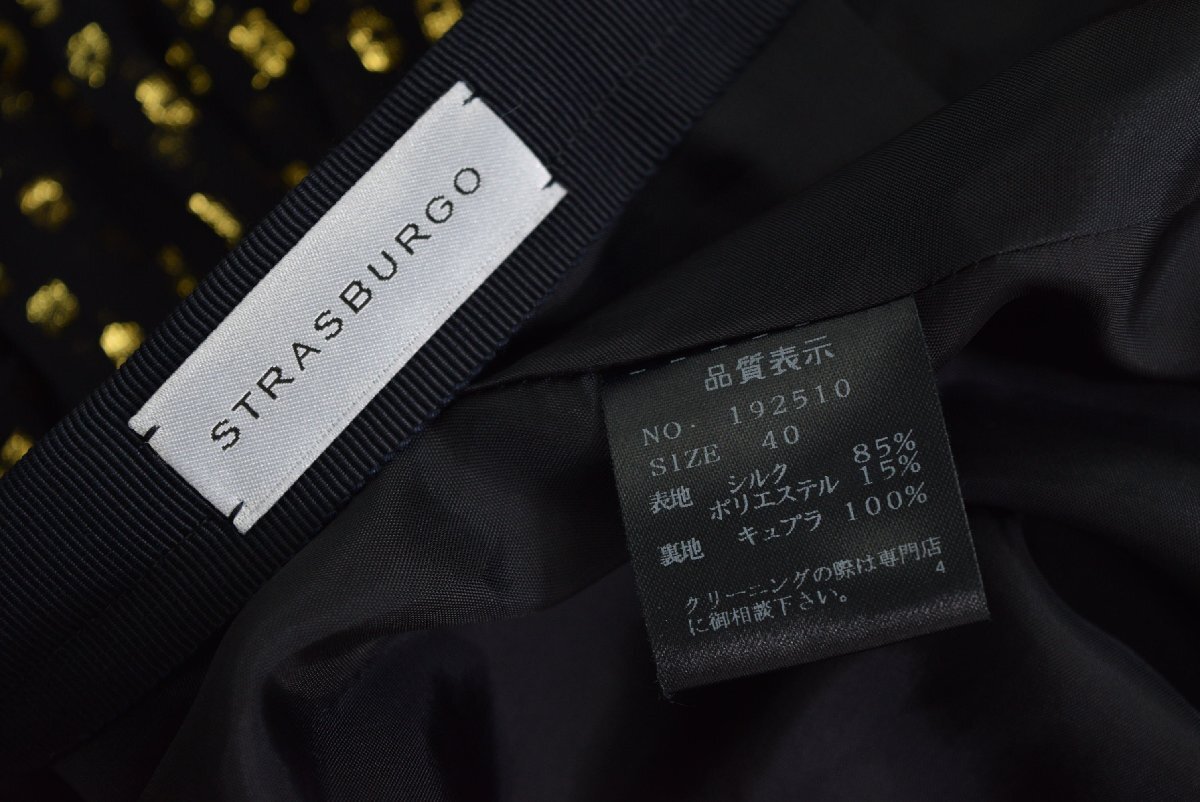 STRASBURGO
品質表示
NO. 192510
SIZE 40
表地 シルク 85%
ポリエステル 15%
裏地 キュプラ 100%
クリーニングの際は専門店
に御相談下さい。 4